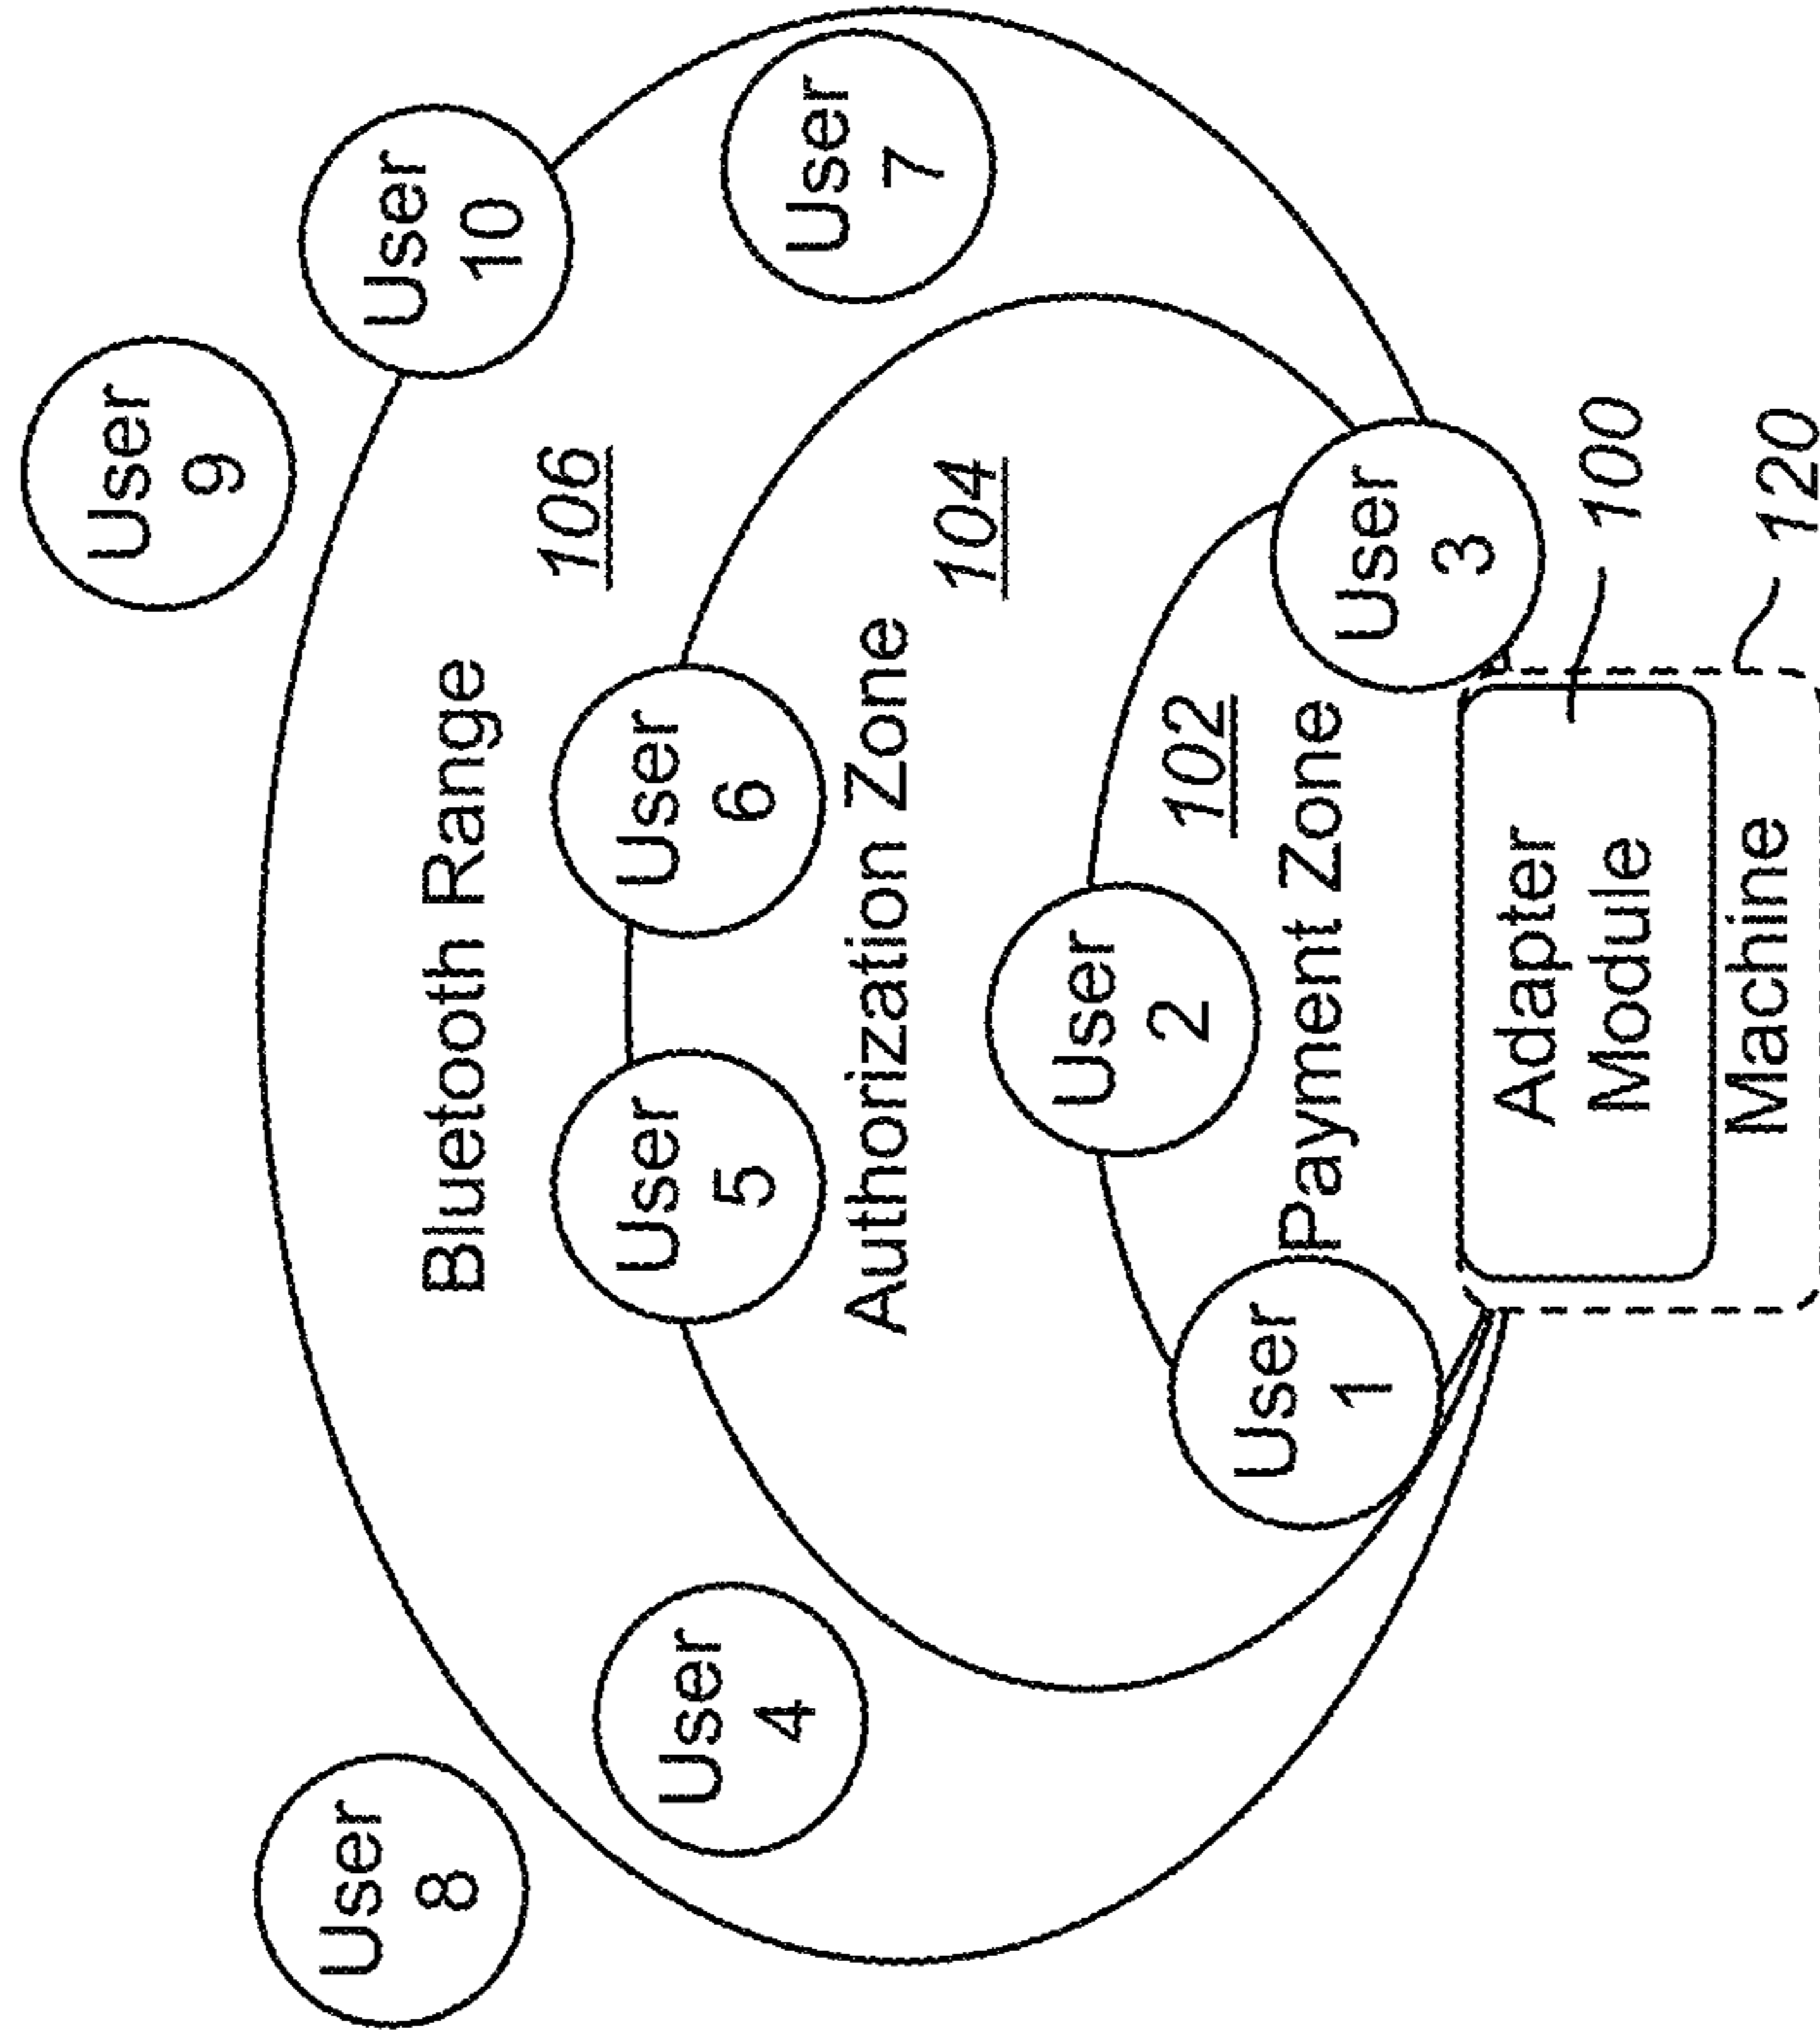 User
9
User
8
User
10
Bluetooth Range
106
User
4
User
5
User
6
User
7
Authorization Zone
104
User
2
102
User
1
Payment Zone
User
3
Adapter
Module
100
Machine
120